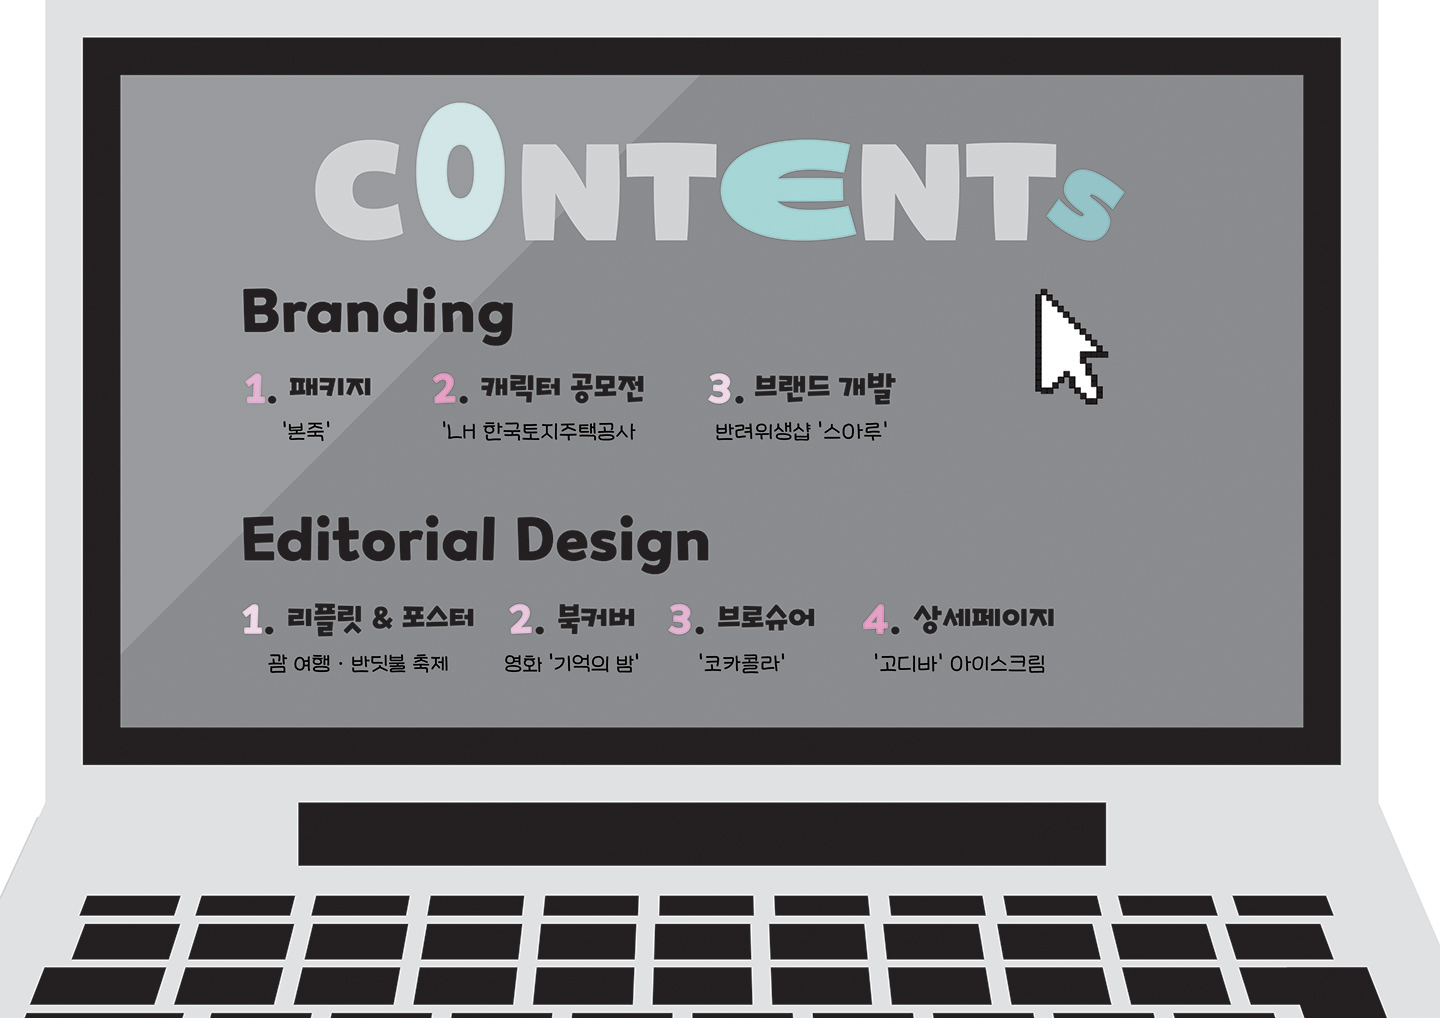 CONTENTs
Branding
1. 패키지 2. 캐릭터 공모전 3. 브랜드 개발
'본죽' 'LH 한국토지주택공사 반려위생샵 '스아루'
Editorial Design
1. 리플릿 & 포스터 2. 북커버 3. 브로슈어 4. 상세페이지
괌 여행 · 반딧불 축제 영화 '기억의 밤' '코카콜라' '고디바' 아이스크림